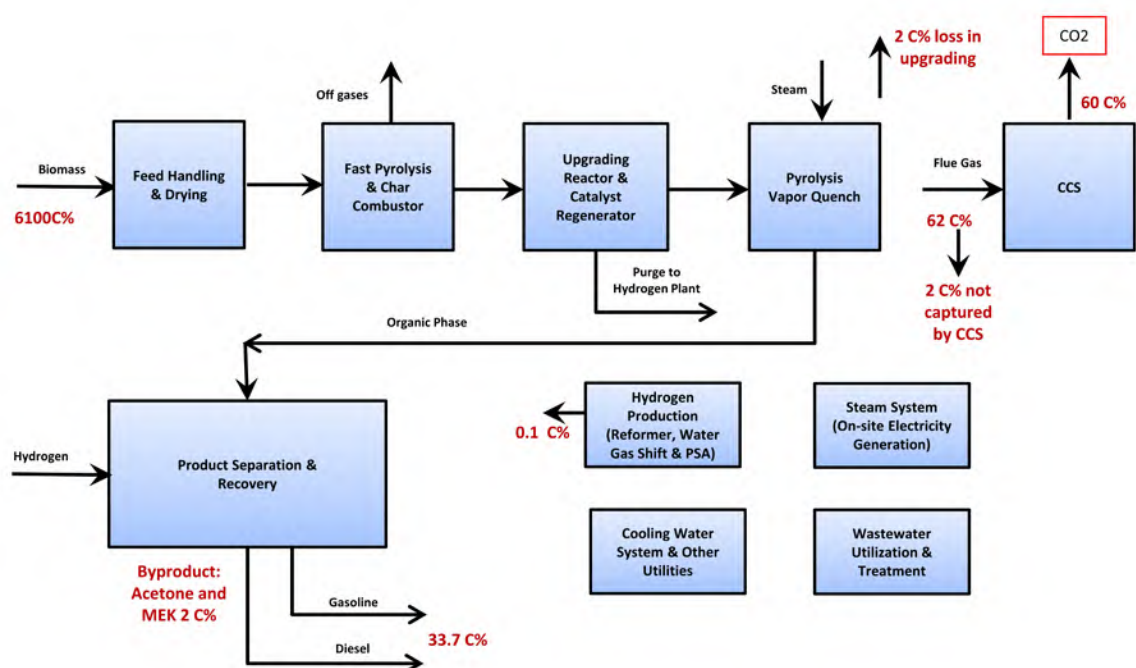 2 C% loss in
upgrading
CO2
Off gases
Steam
60 C%
Biomass
6100C%
Feed Handling
& Drying
Fast Pyrolysis
& Char
Combustor
Upgrading
Reactor &
Catalyst
Regenerator
Pyrolysis
Vapor Quench
Flue Gas
62 C%
CCS
2 C% not
captured
by CCS
Purge to
Hydrogen Plant
Organic Phase
Hydrogen
Product Separation &
Recovery
0.1 C%
Hydrogen
Production
(Reformer, Water
Gas Shift & PSA)
Steam System
(On-site Electricity
Generation)
Cooling Water
System & Other
Utilities
Wastewater
Utilization &
Treatment
Byproduct:
Acetone and
MEK 2 C%
Gasoline
Diesel
33.7 C%